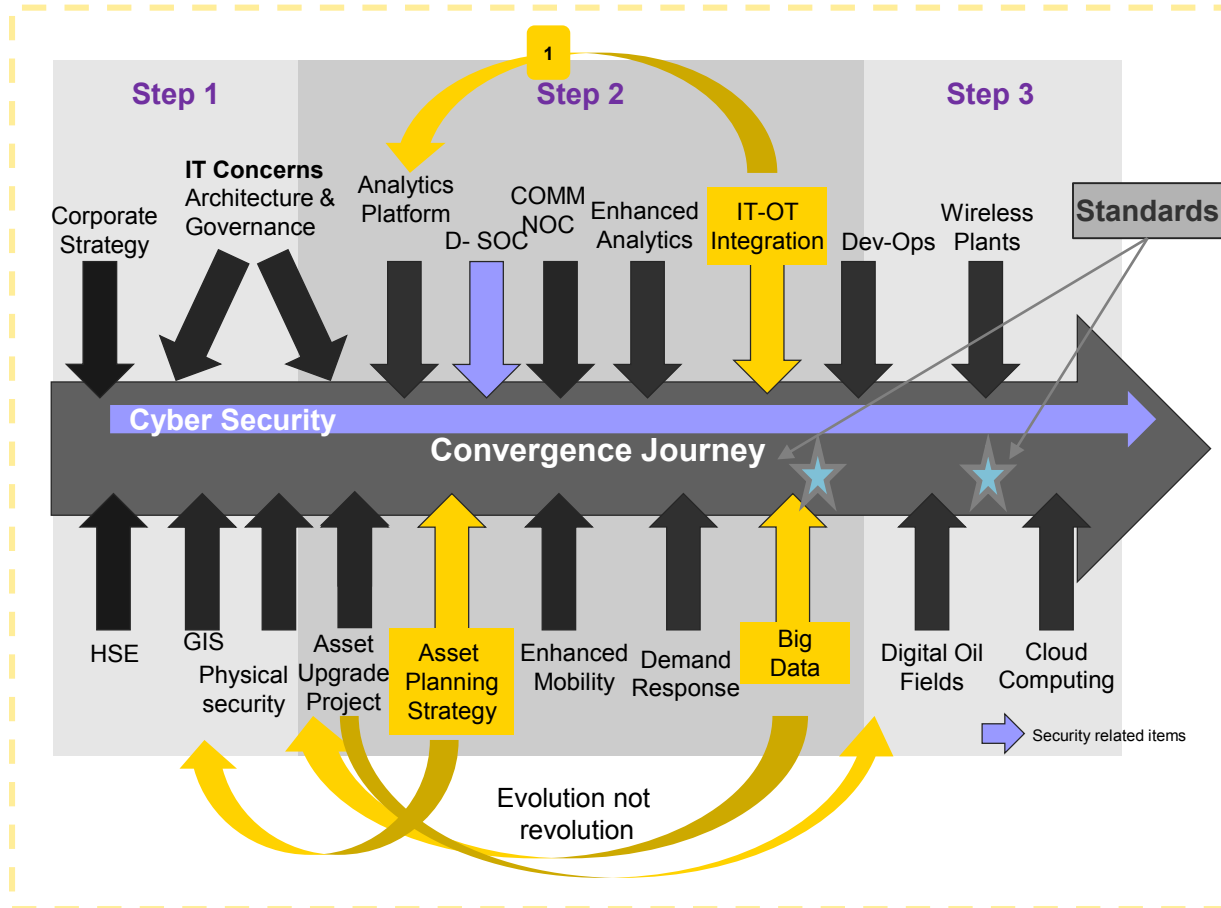 1
Step 1
Step 2
Step 3
IT Concerns
Architecture &
Governance
Corporate
Strategy
Analytics
Platform
D- SOC
COMM
NOC
Enhanced
Analytics
IT-OT
Integration
Dev-Ops
Wireless
Plants
Standards
Cyber Security
Convergence Journey
HSE
GIS
Physical
security
Asset
Upgrade
Project
Asset
Planning
Strategy
Enhanced
Mobility
Demand
Response
Big
Data
Digital Oil
Fields
Cloud
Computing
Security related items
Evolution not
revolution